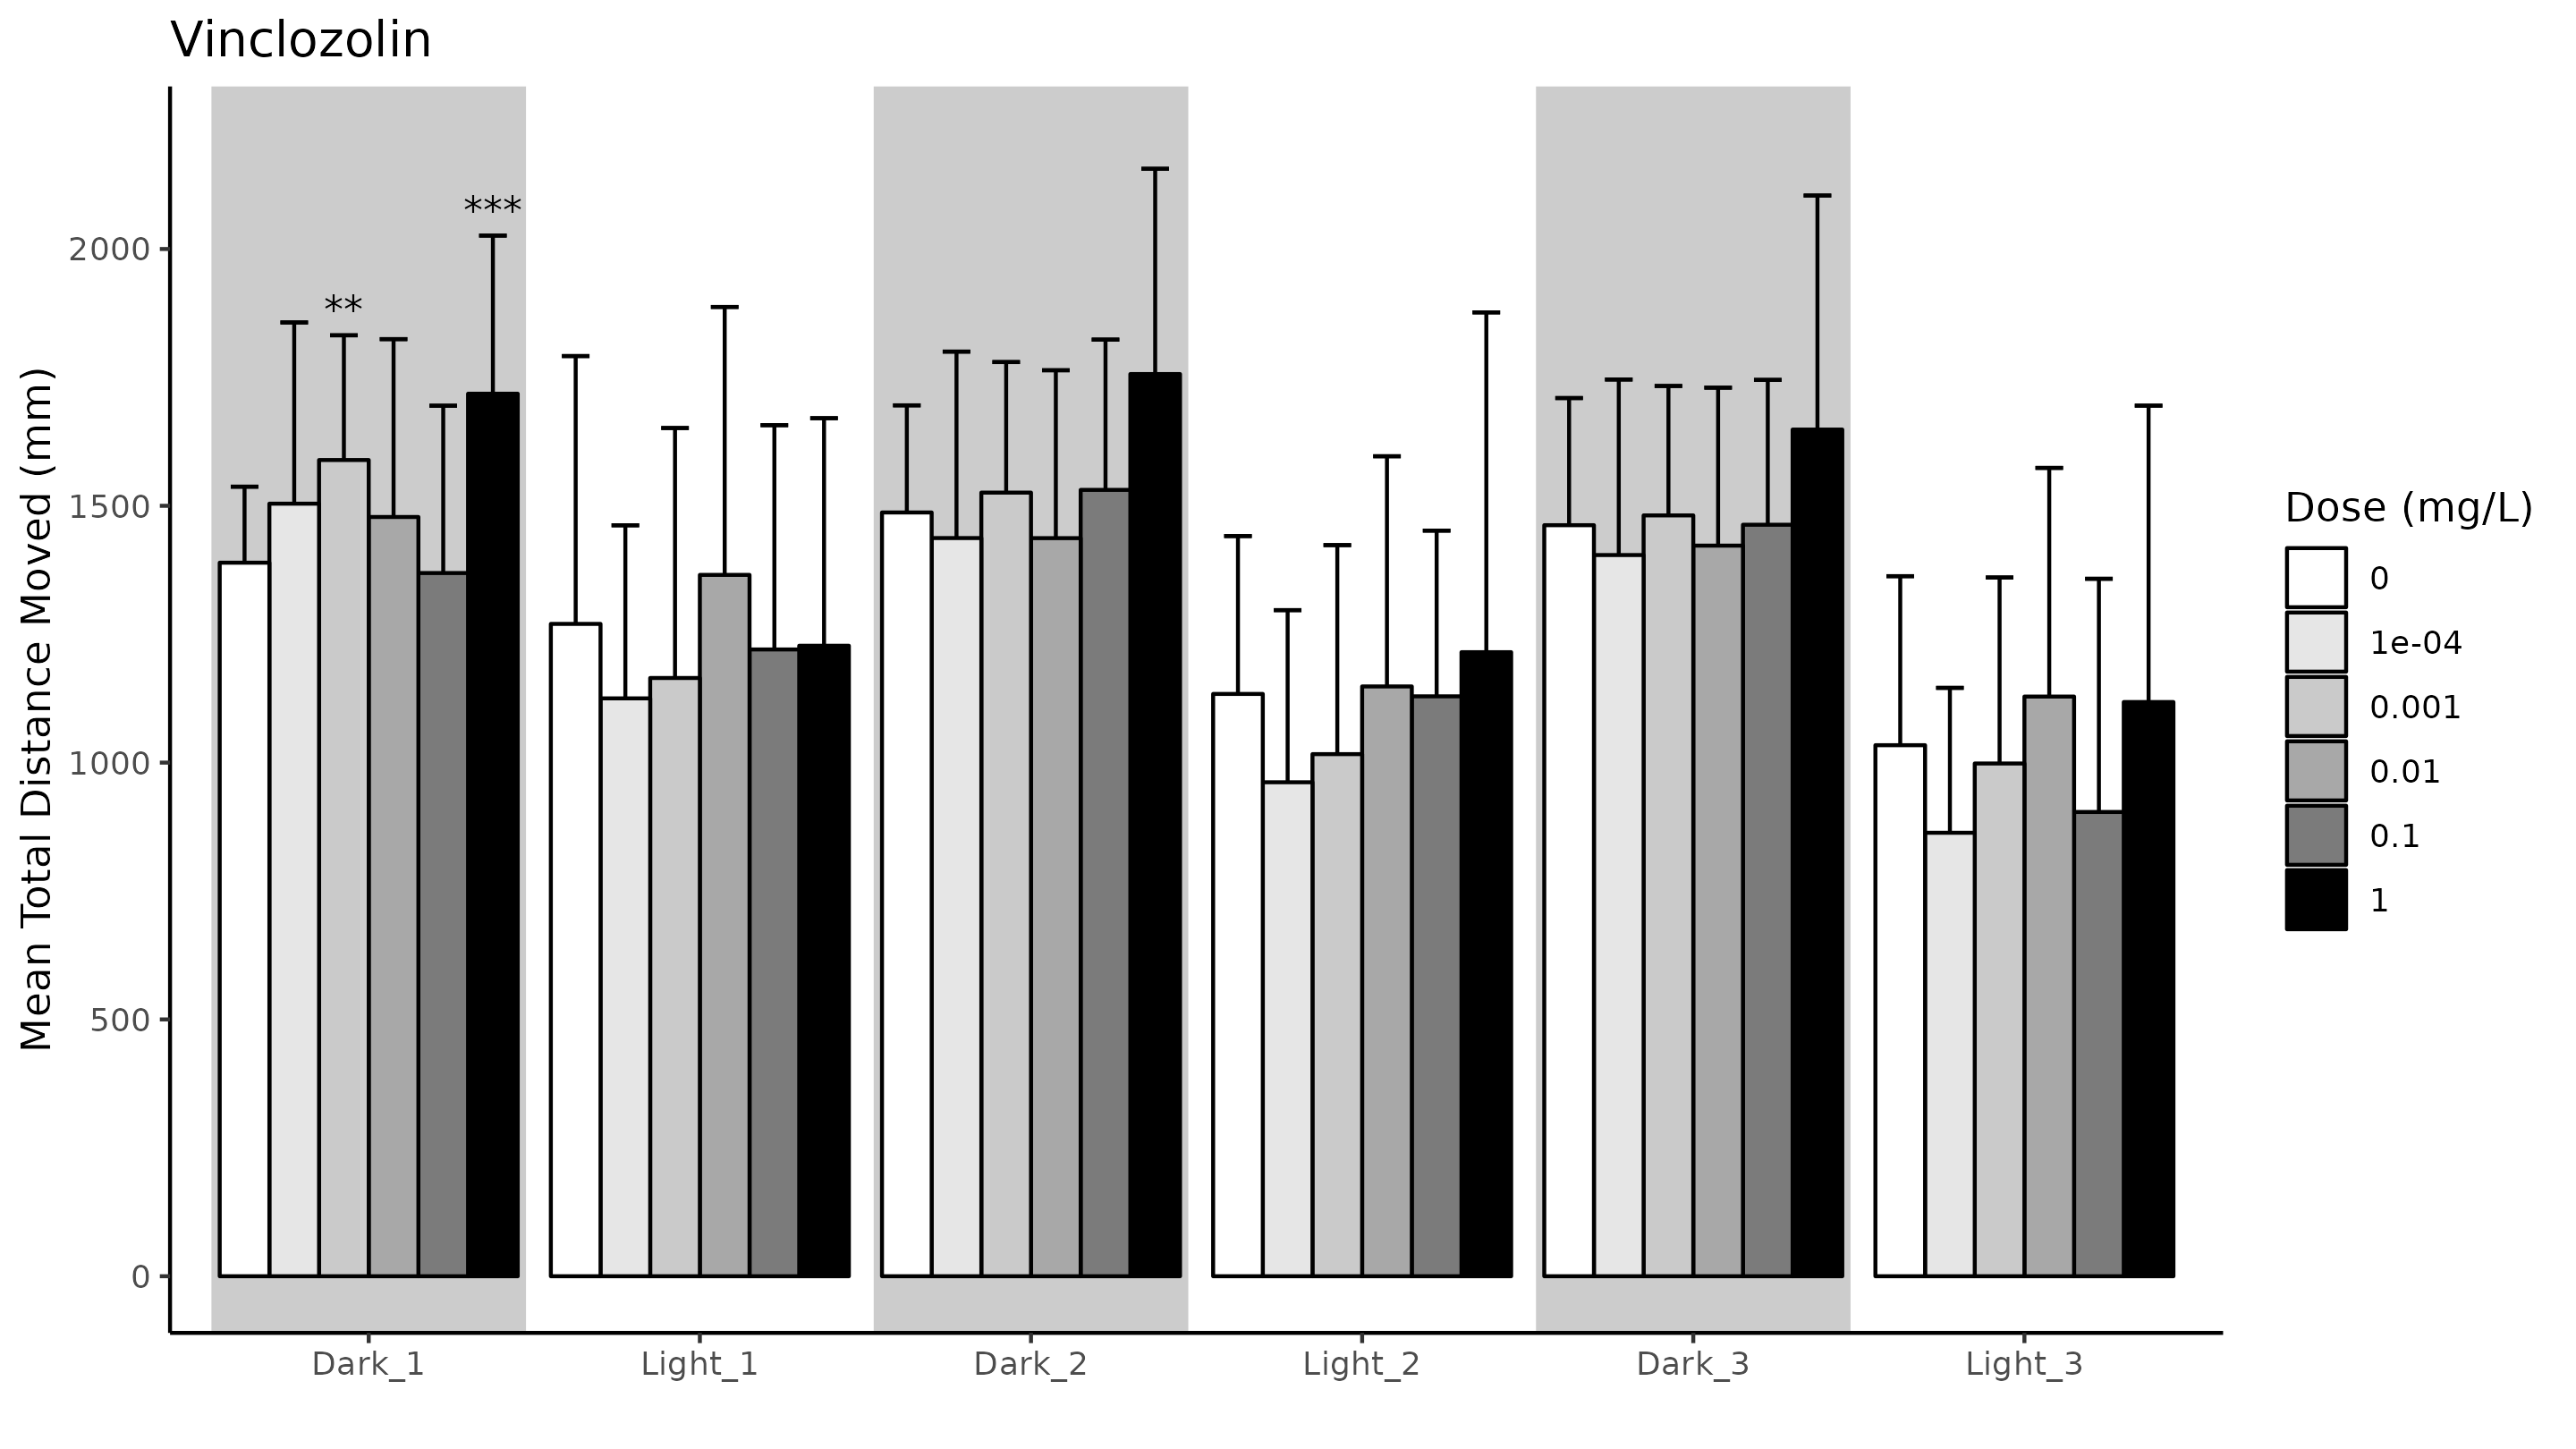 Vinclozolin
Mean Total Distance Moved (mm)
2000
1500
1000
500
0
***
**
Dark_1
Light_1
Dark_2
Light_2
Dark_3
Light_3
Dose (mg/L)
0
1e-04
0.001
0.01
0.1
1